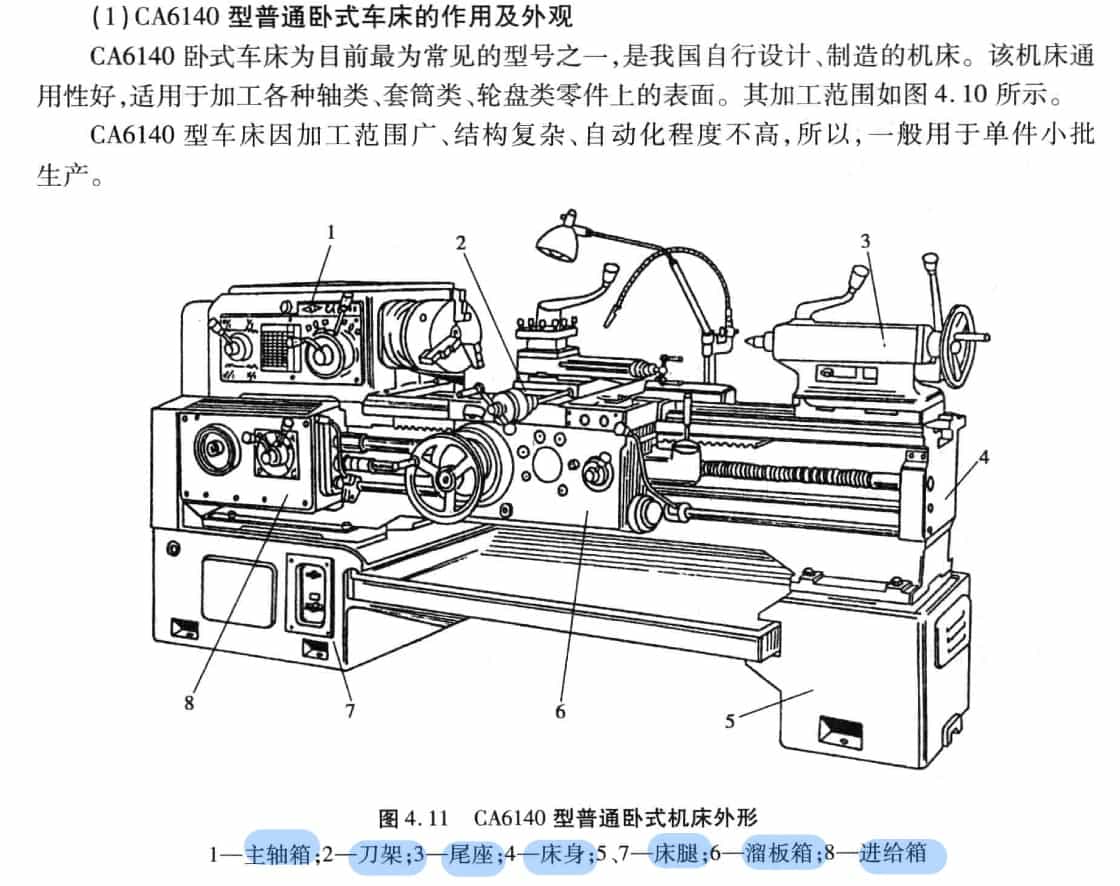 (1)CA6140 型普通卧式车床的作用及外观
CA6140 卧式车床为目前最为常见的型号之一,是我国自行设计、制造的机床。该机床通
用性好,适用于加工各种轴类、套筒类、轮盘类零件上的表面。其加工范围如图 4.10 所示。
CA6140 型车床因加工范围广、结构复杂、自动化程度不高,所以,一般用于单件小批
生产。
1
2
3
4
8
7
6
5
图 4.11 CA6140 型普通卧式机床外形
1—主轴箱;2—刀架;3—尾座;4—床身;5、7—床腿;6—溜板箱;8—进给箱